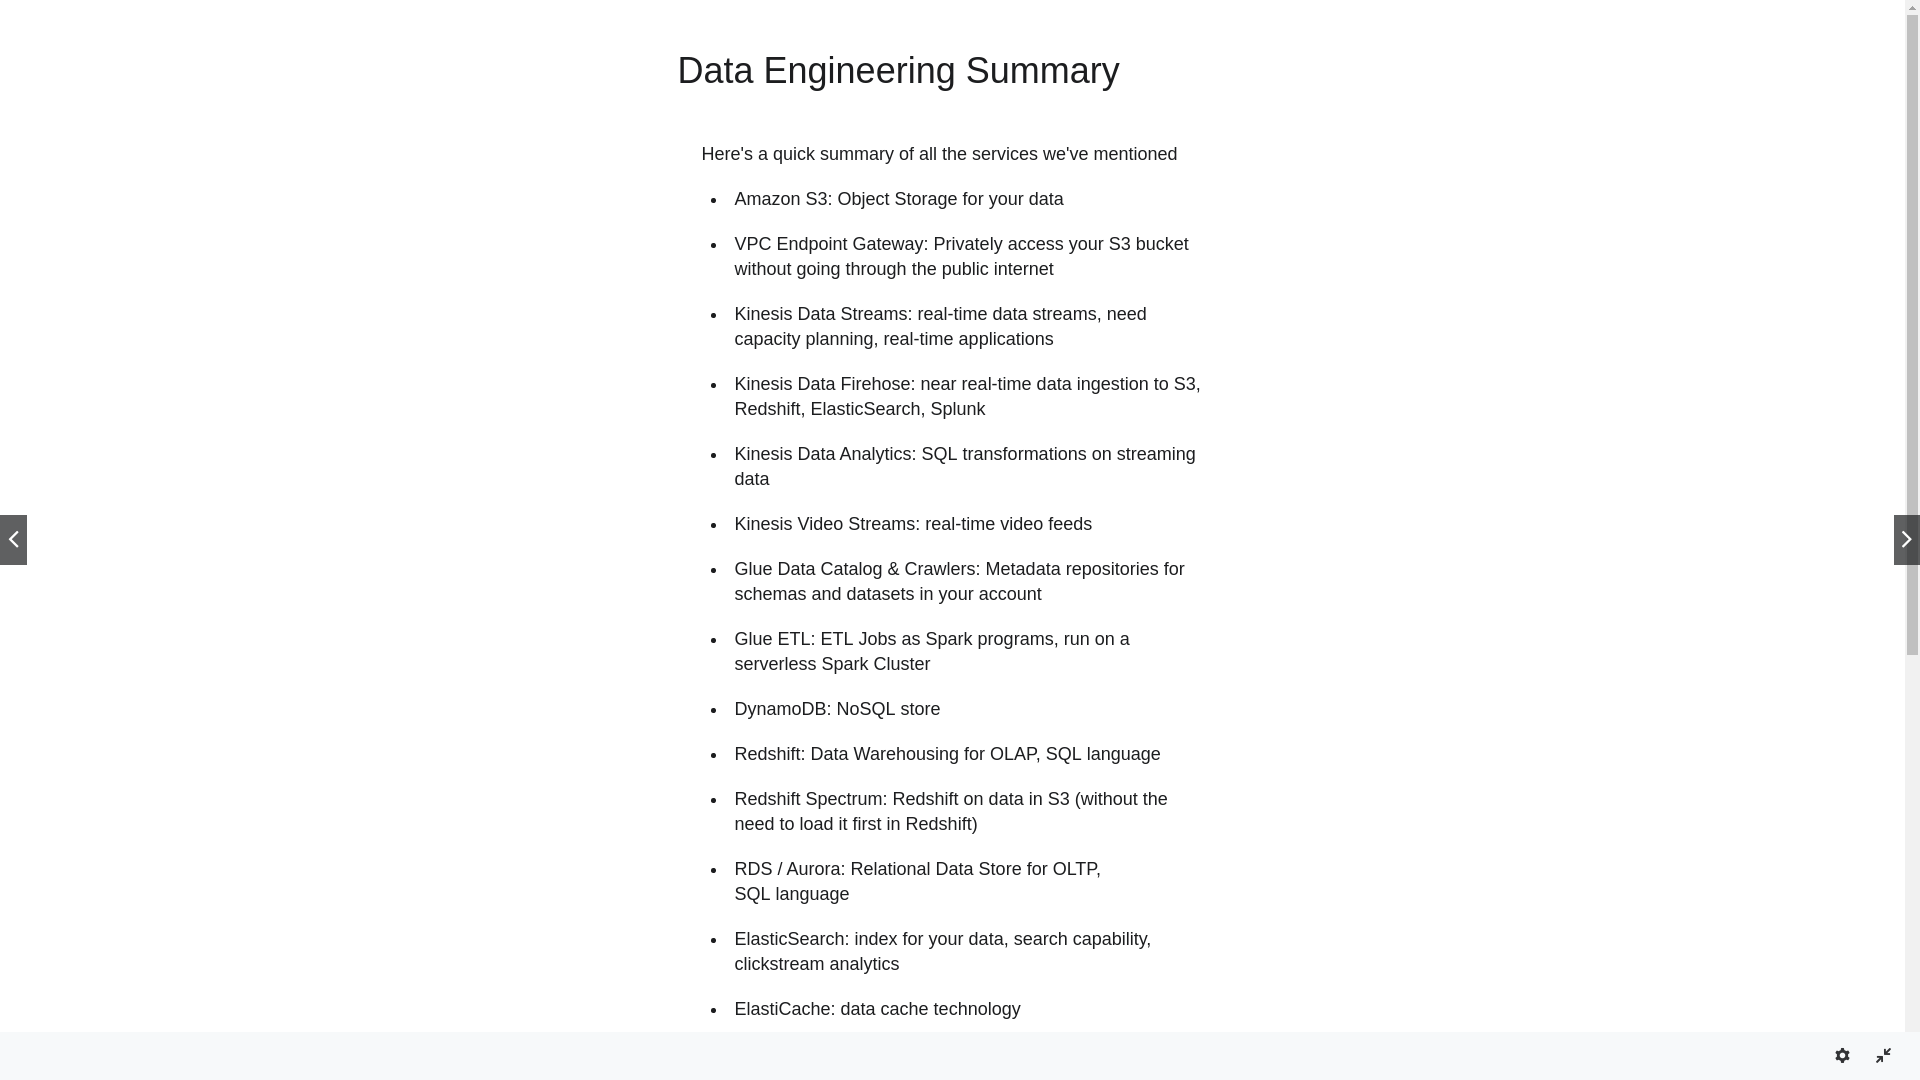 Data Engineering Summary
Here's a quick summary of all the services we've mentioned
Amazon S3: Object Storage for your data
VPC Endpoint Gateway: Privately access your S3 bucket
without going through the public internet
Kinesis Data Streams: real-time data streams, need
capacity planning, real-time applications
Kinesis Data Firehose: near real-time data ingestion to S3,
Redshift, ElasticSearch, Splunk
Kinesis Data Analytics: SQL transformations on streaming
data
Kinesis Video Streams: real-time video feeds
Glue Data Catalog & Crawlers: Metadata repositories for
schemas and datasets in your account
Glue ETL: ETL Jobs as Spark programs, run on a
serverless Spark Cluster
DynamoDB: NoSQL store
Redshift: Data Warehousing for OLAP, SQL language
Redshift Spectrum: Redshift on data in S3 (without the
need to load it first in Redshift)
RDS / Aurora: Relational Data Store for OLTP,
SQL language
ElasticSearch: index for your data, search capability,
clickstream analytics
ElastiCache: data cache technology